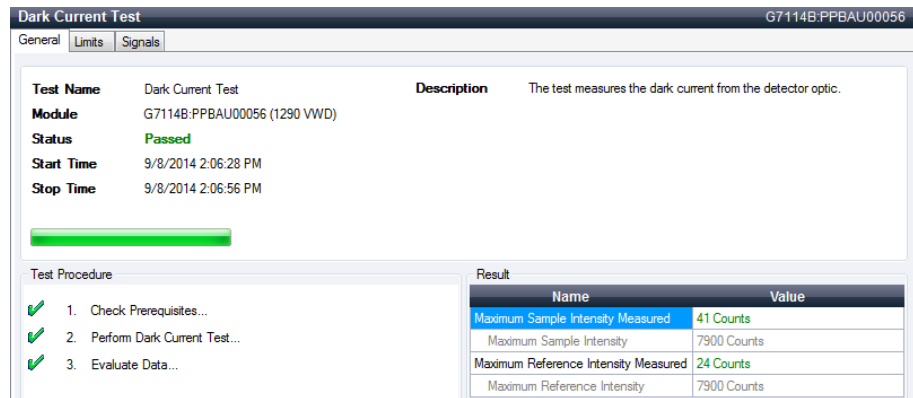 Dark Current Test G7114B:PPBAU00056
General Limits Signals
Test Name Dark Current Test Description The test measures the dark current from the detector optic.
Module G7114B:PPBAU00056 (1290 VWD)
Status Passed
Start Time 9/8/2014 2:06:28 PM
Stop Time 9/8/2014 2:06:56 PM
Test Procedure
1. Check Prerequisites...
2. Perform Dark Current Test...
3. Evaluate Data...
Result
Name Value
Maximum Sample Intensity Measured 41 Counts
Maximum Sample Intensity 7900 Counts
Maximum Reference Intensity Measured 24 Counts
Maximum Reference Intensity 7900 Counts